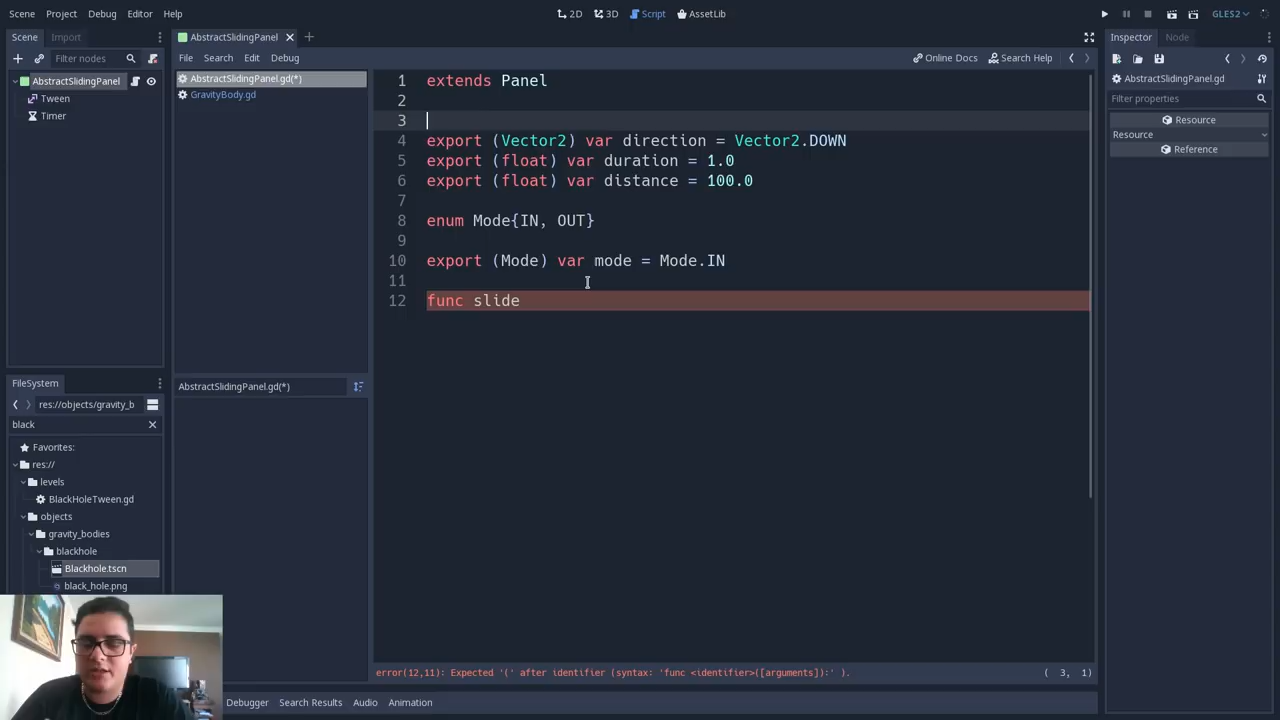 Scene Project Debug Editor Help
2D 3D Script AssetLib
GLES2
Scene Import
AbstractSlidingPanel
Inspector Node
Filter nodes
File Search Edit Debug
Online Docs Search Help
AbstractSlidingPanel
Tween
Timer
AbstractSlidingPanel.gd(*)
GravityBody.gd
AbstractSlidingPanel.gd
Filter properties
Resource
Resource
Reference
1 extends Panel
2
3
4 export (Vector2) var direction = Vector2.DOWN
5 export (float) var duration = 1.0
6 export (float) var distance = 100.0
7
8 enum Mode{IN, OUT}
9
10 export (Mode) var mode = Mode.IN
11
12 func slide
FileSystem
res://objects/gravity_b
black
AbstractSlidingPanel.gd(*)
Favorites:
res://
levels
BlackHoleTween.gd
objects
gravity_bodies
blackhole
Blackhole.tscn
black_hole.png
error(12,11): Expected '(' after identifier (syntax: 'func <identifier>([arguments]):' ).
( 3, 1)
Debugger Search Results Audio Animation